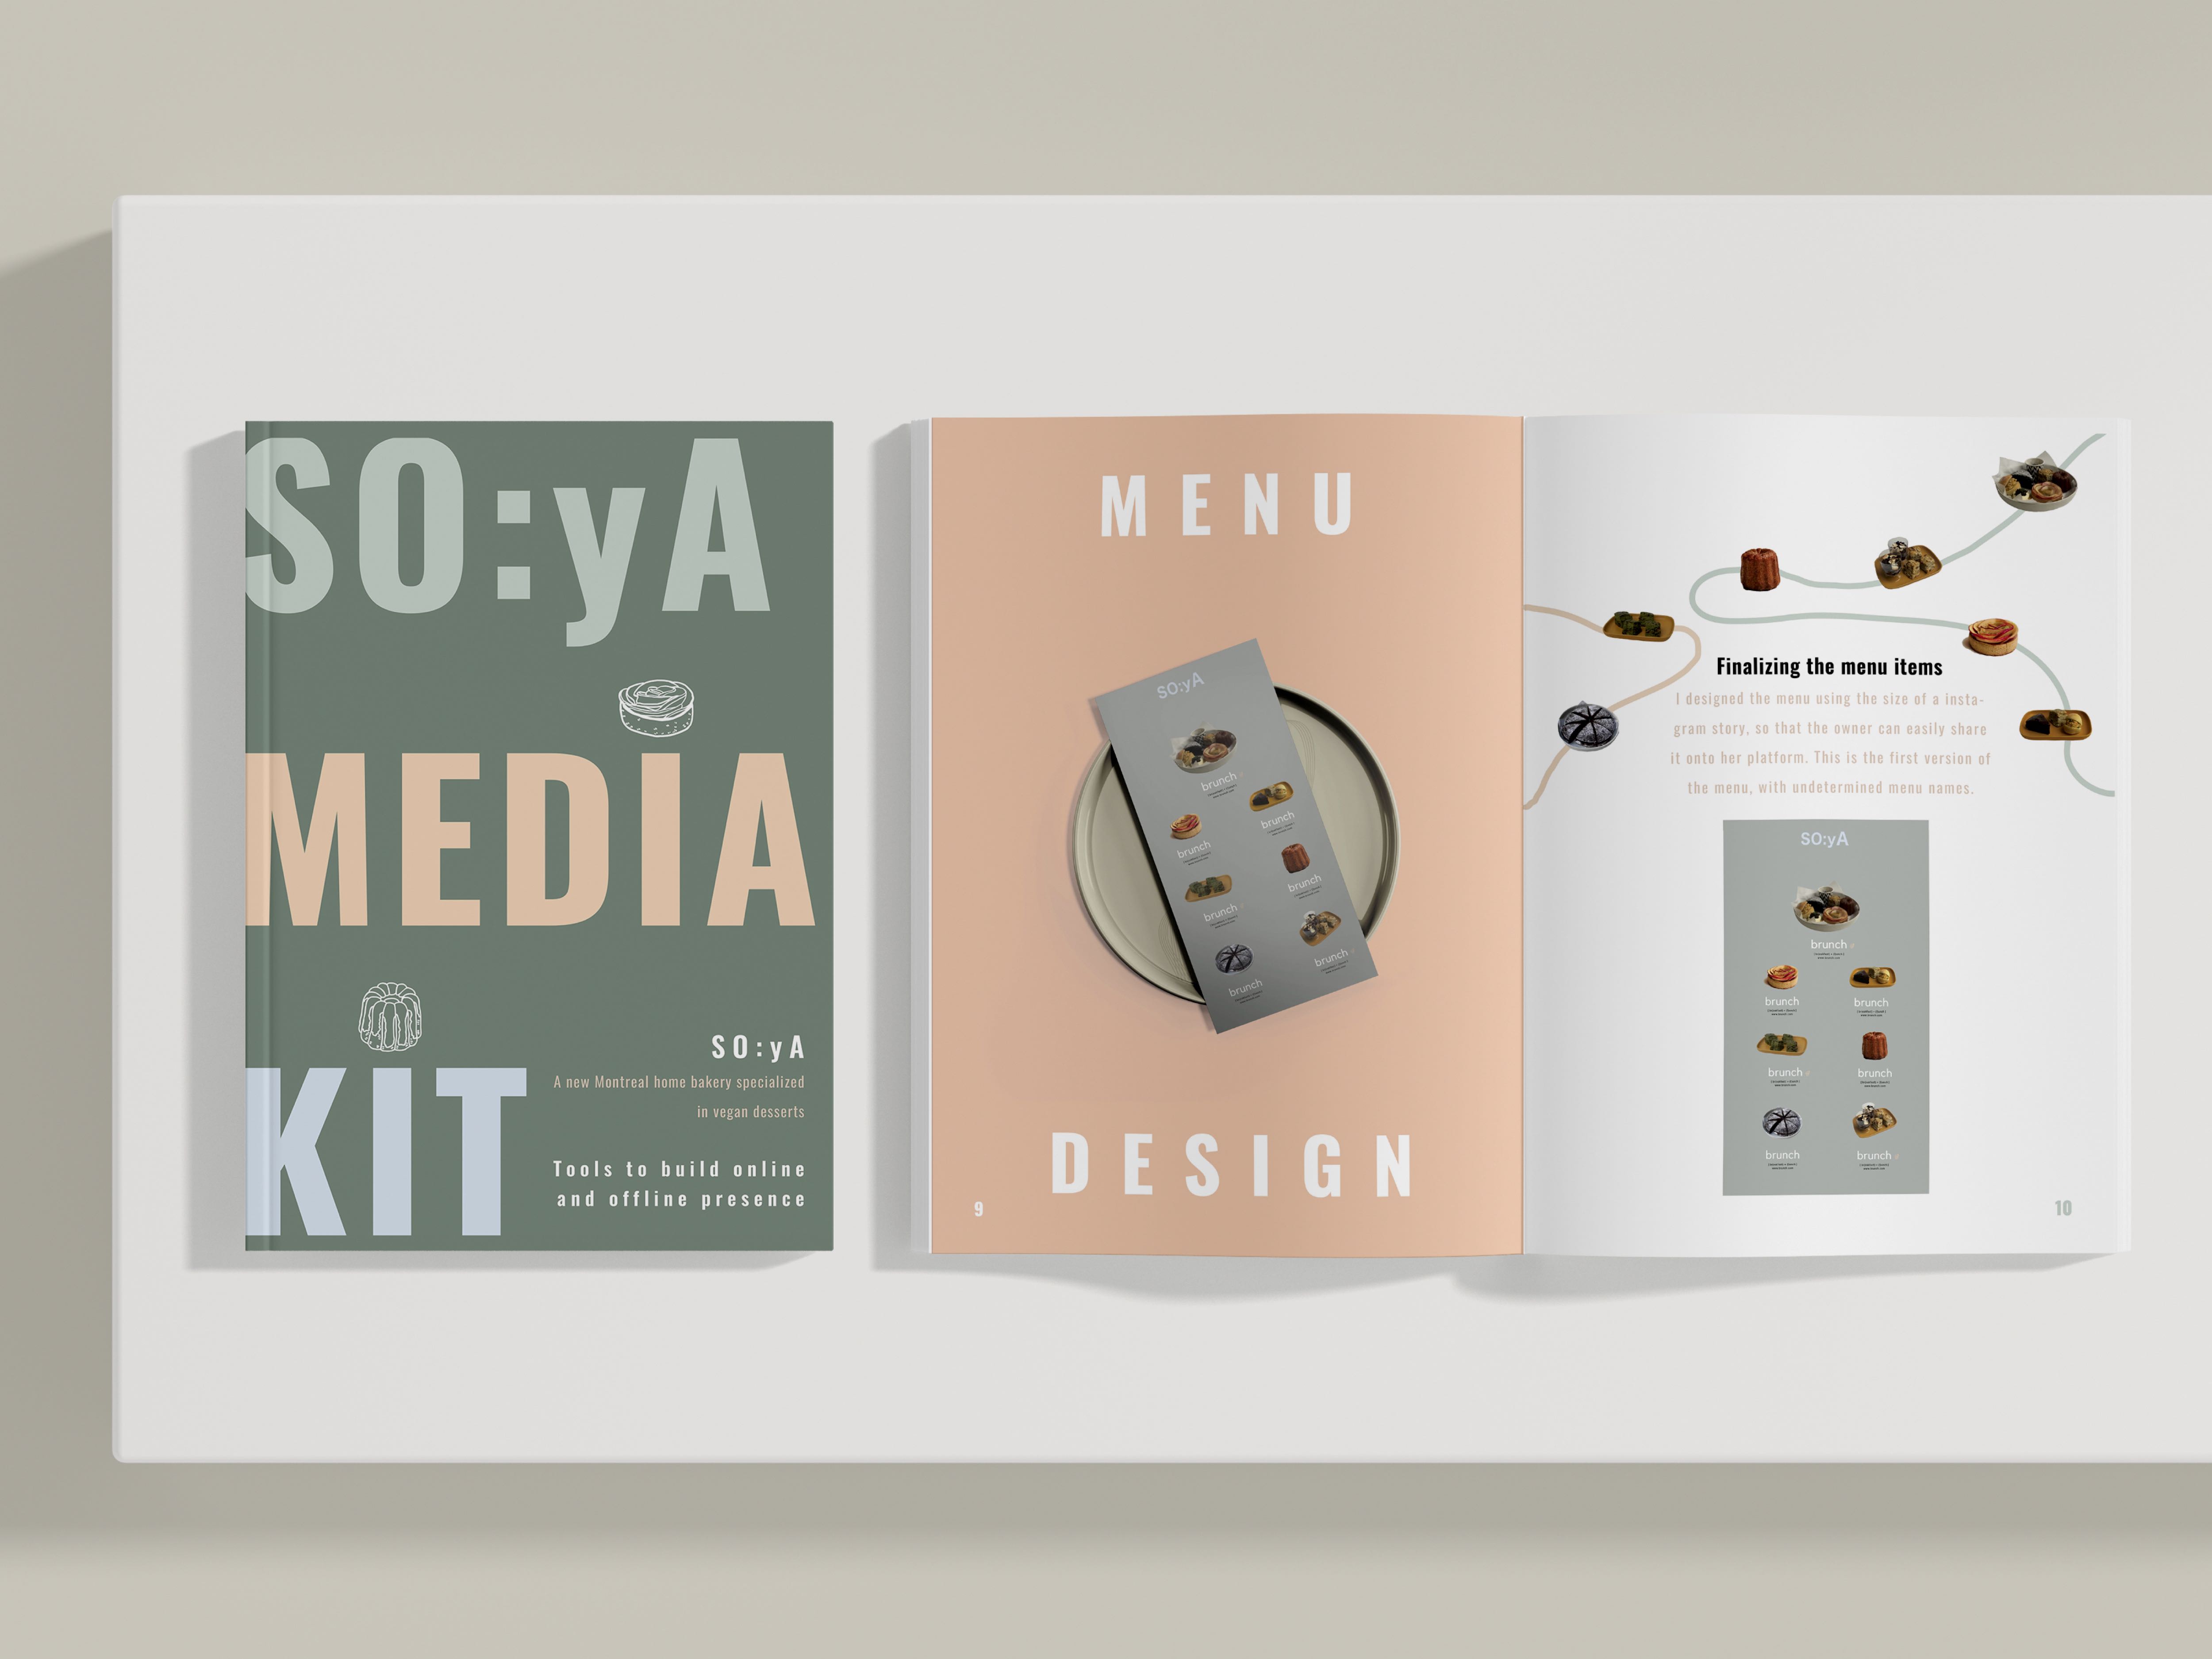 SO:yA
MEDIA
KIT
SO:yA
A new Montreal home bakery specialized
in vegan desserts
Tools to build online
and offline presence
MENU
SO:yA
brunch
brunch
brunch
brunch
brunch
brunch
brunch
DESIGN
9
Finalizing the menu items
I designed the menu using the size of a insta-
gram story, so that the owner can easily share
it onto her platform. This is the first version of
the menu, with undetermined menu names.
SO:yA
brunch
brunch
brunch
brunch
brunch
brunch
brunch
10